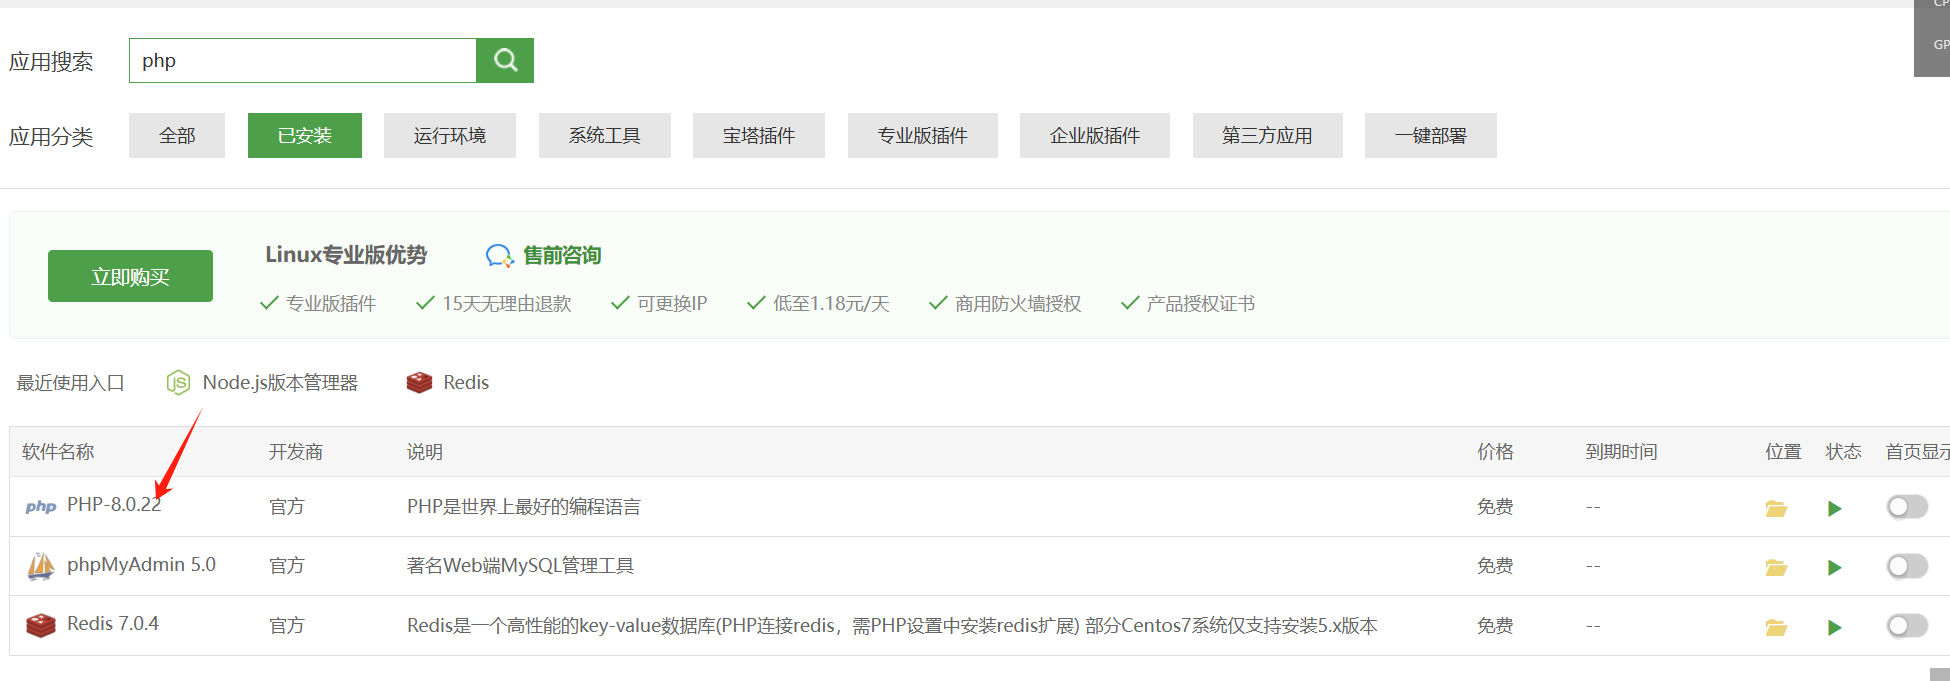 CP
GP
应用搜索 php
应用分类 全部 已安装 运行环境 系统工具 宝塔插件 专业版插件 企业版插件 第三方应用 一键部署
立即购买
Linux专业版优势 售前咨询
专业版插件 15天无理由退款 可更换IP 低至1.18元/天 商用防火墙授权 产品授权证书
最近使用入口 JS Node.js版本管理器 Redis
软件名称 开发商 说明 价格 到期时间 位置 状态 首页显示
php PHP-8.0.22 官方 PHP是世界上最好的编程语言 免费 --
phpMyAdmin 5.0 官方 著名Web端MySQL管理工具 免费 --
Redis 7.0.4 官方 Redis是一个高性能的key-value数据库(PHP连接redis，需PHP设置中安装redis扩展) 部分Centos7系统仅支持安装5.x版本 免费 --